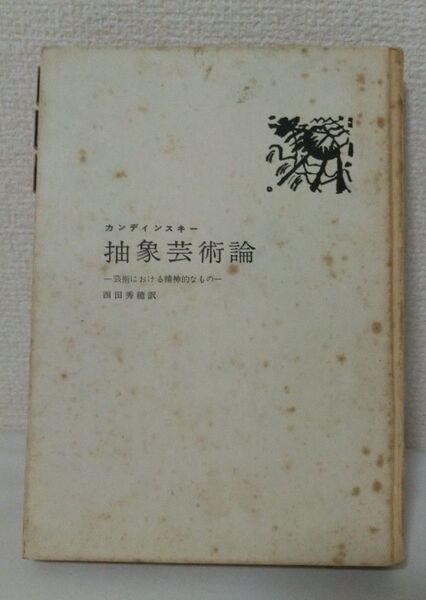 カンディンスキー
抽象芸術論
―芸術における精神的なもの―
西田秀穂訳